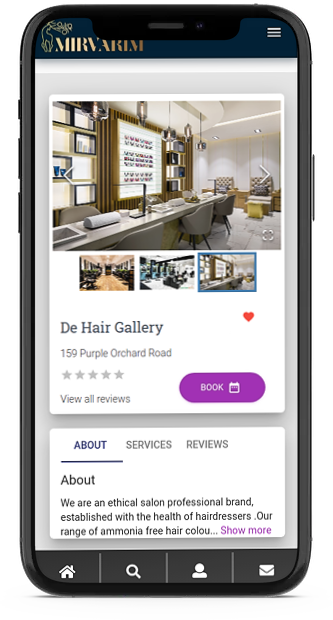 MIRVARIM
De Hair Gallery
159 Purple Orchard Road
BOOK
View all reviews
ABOUT SERVICES REVIEWS
About
We are an ethical salon professional brand,
established with the health of hairdressers .Our
range of ammonia free hair colou... Show more